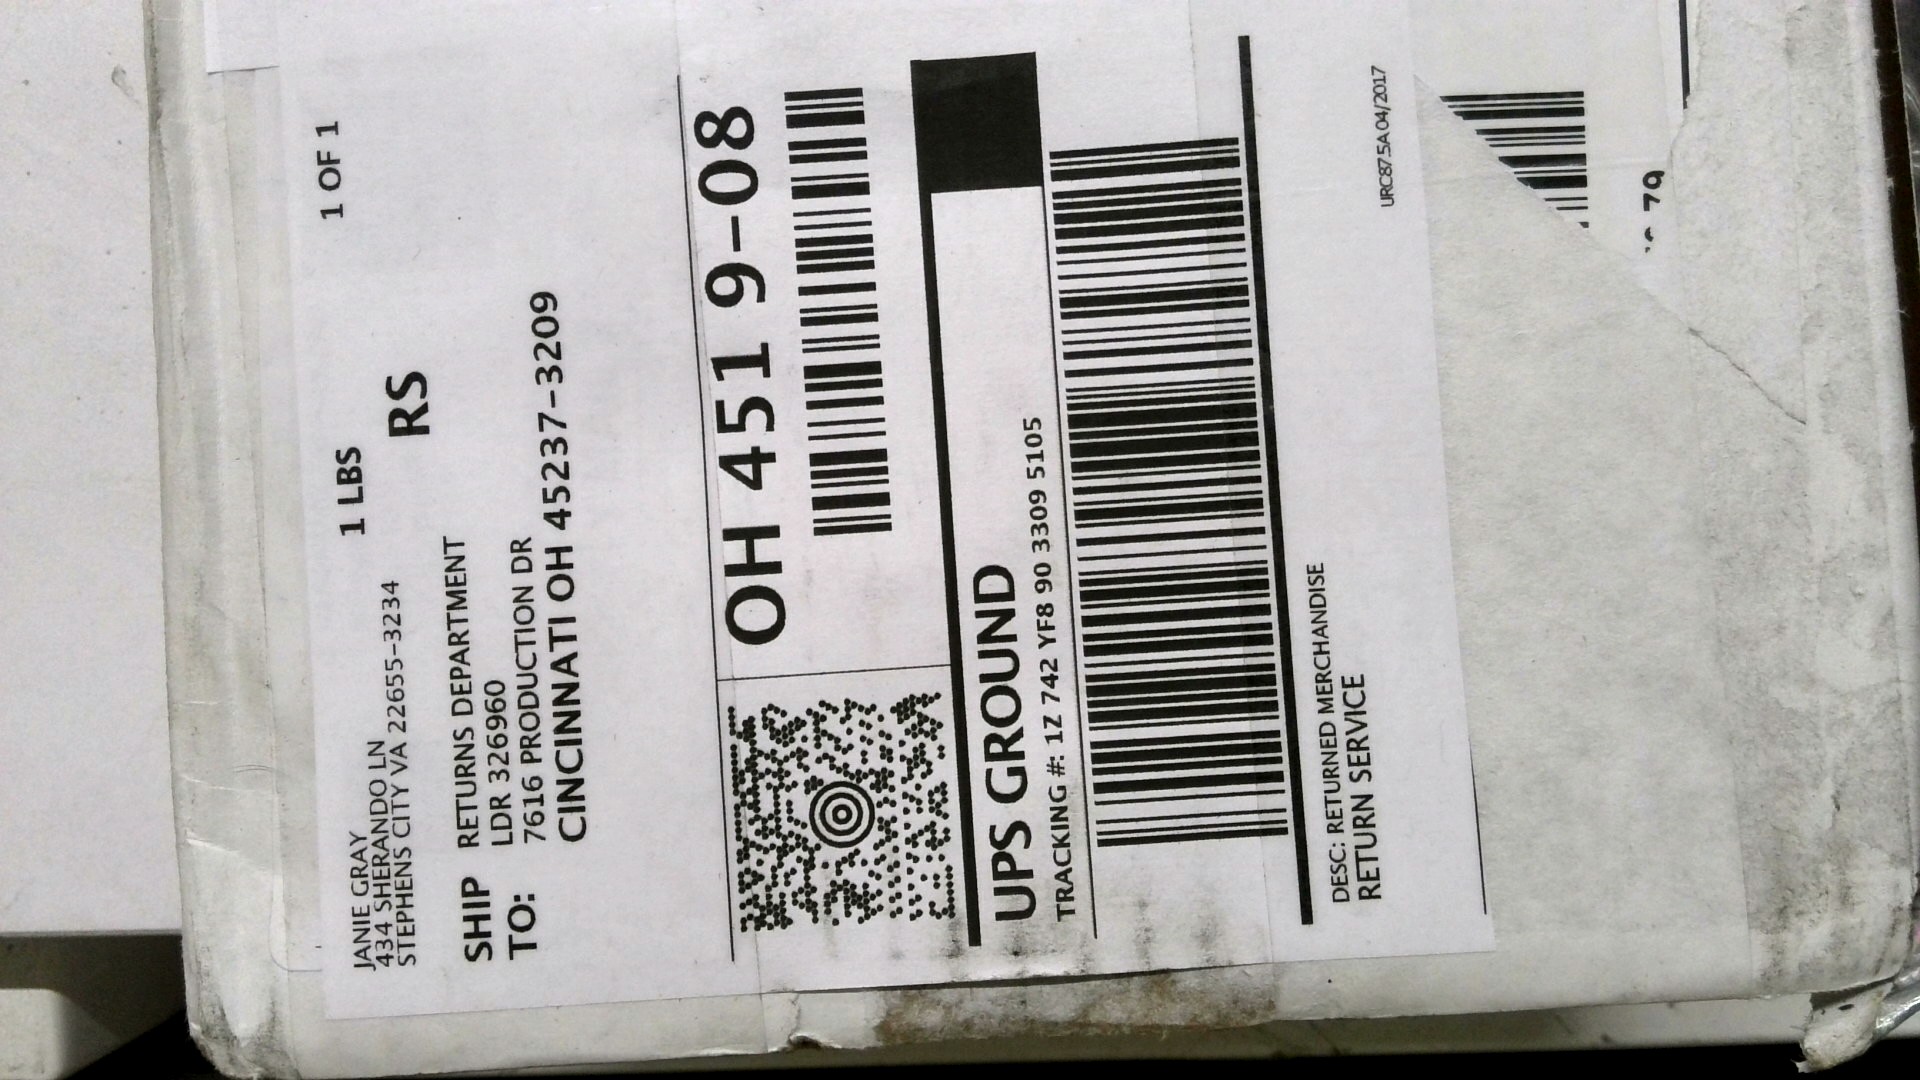 JANIE GRAY
434 SHERANDO LN
STEPHENS CITY VA 22655-3234
1 LBS
1 OF 1
RS
SHIP TO:
RETURNS DEPARTMENT
LDR 326960
7616 PRODUCTION DR
CINCINNATI OH 45237-3209
OH 451 9-08
UPS GROUND
TRACKING #: 1Z 742 YF8 90 3309 5105
DESC: RETURNED MERCHANDISE
RETURN SERVICE
URC87.5A 04/2017
79